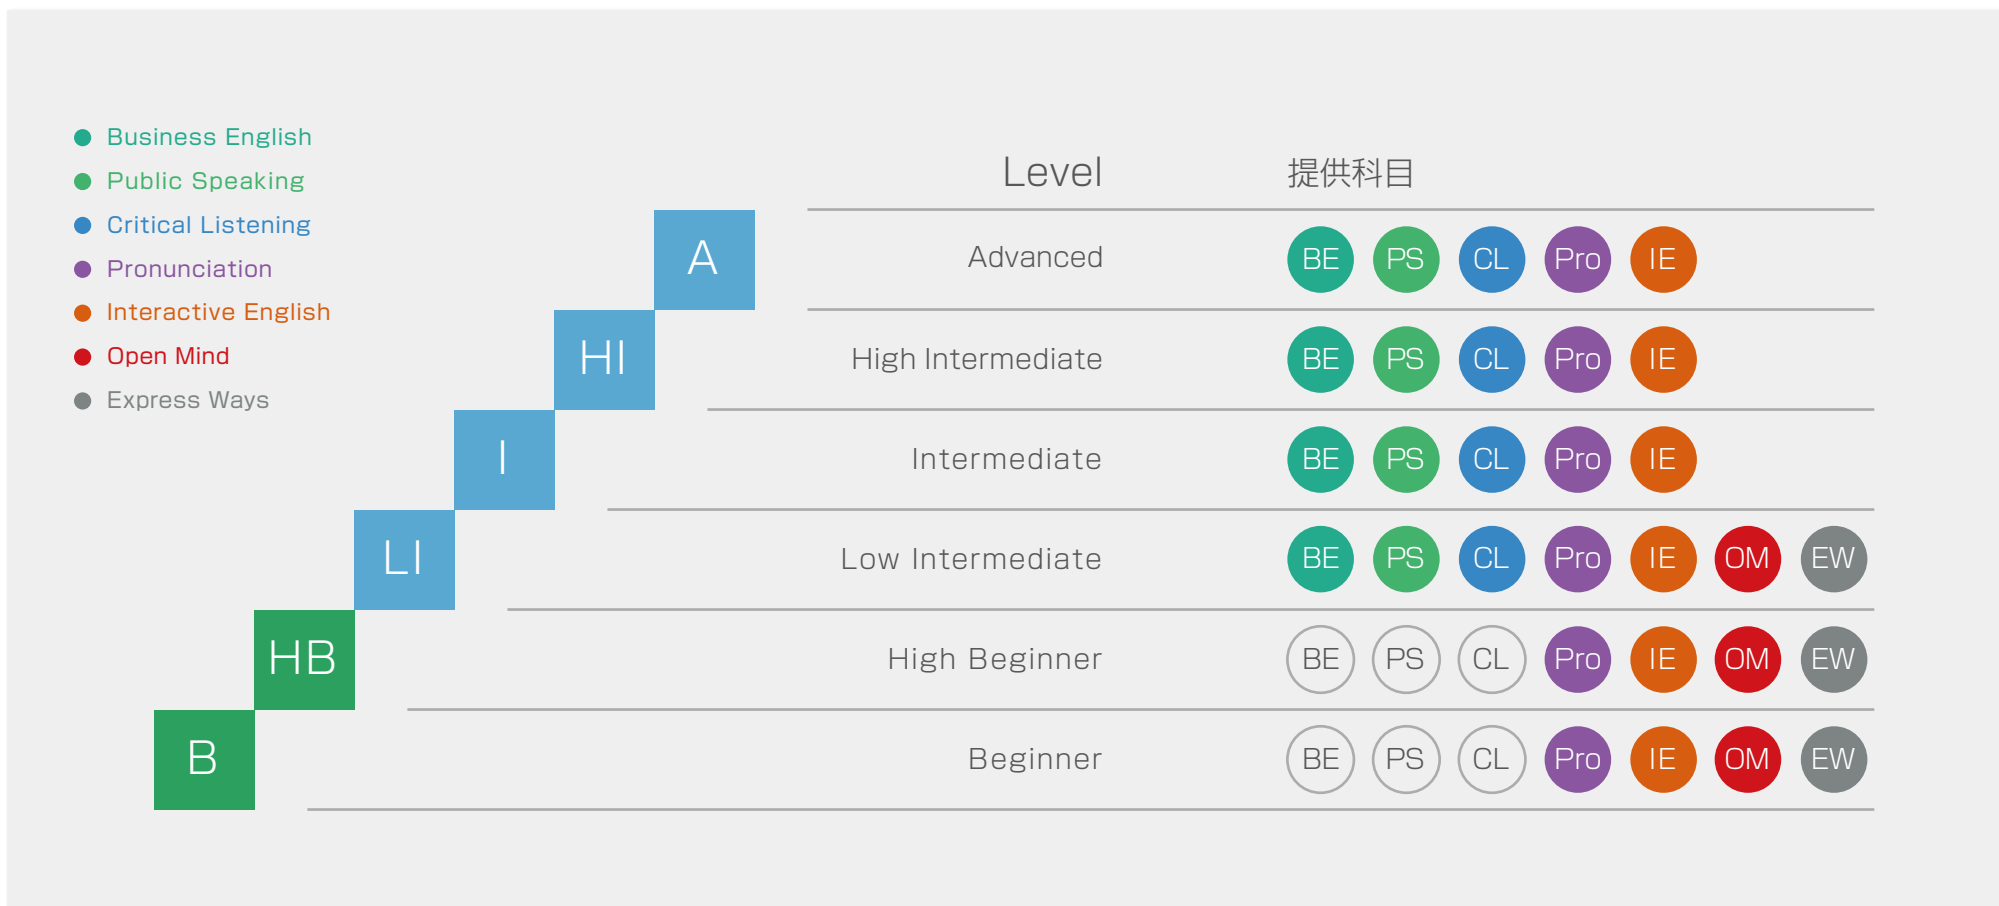 Business English
Public Speaking
Critical Listening
Pronunciation
Interactive English
Open Mind
Express Ways
Level 提供科目
A Advanced BE PS CL Pro IE
HI High Intermediate BE PS CL Pro IE
I Intermediate BE PS CL Pro IE
LI Low Intermediate BE PS CL Pro IE OM EW
HB High Beginner BE PS CL Pro IE OM EW
B Beginner BE PS CL Pro IE OM EW